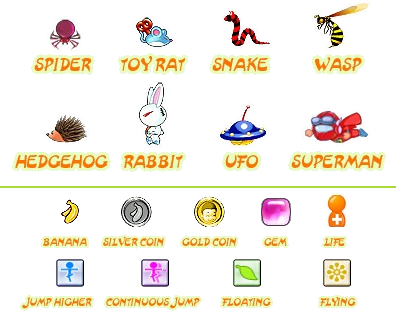 SPIDER TOY RAT SNAKE WASP
HEDGEHOG RABBIT UFO SUPERMAN
BANANA SILVER COIN GOLD COIN GEM LIFE
JUMP HIGHER CONTINUOUS JUMP FLOATING FLYING